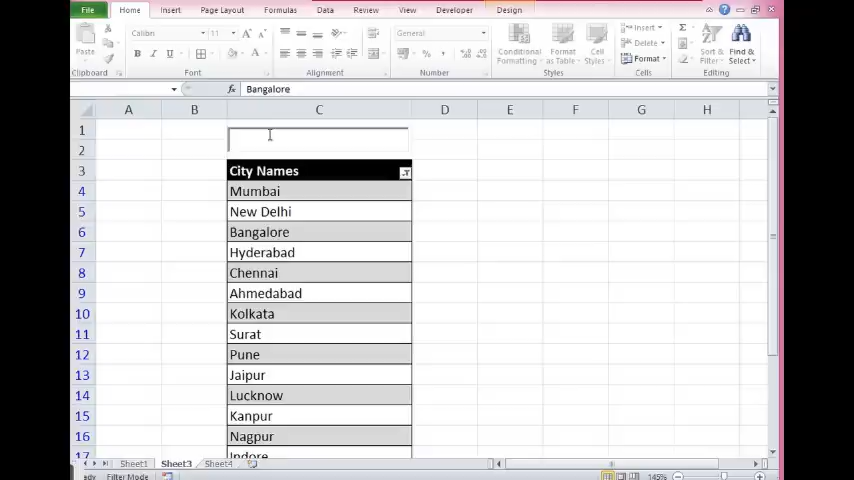 File Home Insert Page Layout Formulas Data Review View Developer Design
Calibri 11 General Insert
Delete
Paste Conditional Format Cell Format Sort & Find &
Formatting Table Styles Filter Select
Clipboard Font Alignment Number Styles Cells Editing
fx Bangalore
A B C D E F G H
1
2
3 City Names
4 Mumbai
5 New Delhi
6 Bangalore
7 Hyderabad
8 Chennai
9 Ahmedabad
10 Kolkata
11 Surat
12 Pune
13 Jaipur
14 Lucknow
15 Kanpur
16 Nagpur
17 Indore
Sheet1 Sheet3 Sheet4
ady Filter Mode 145%